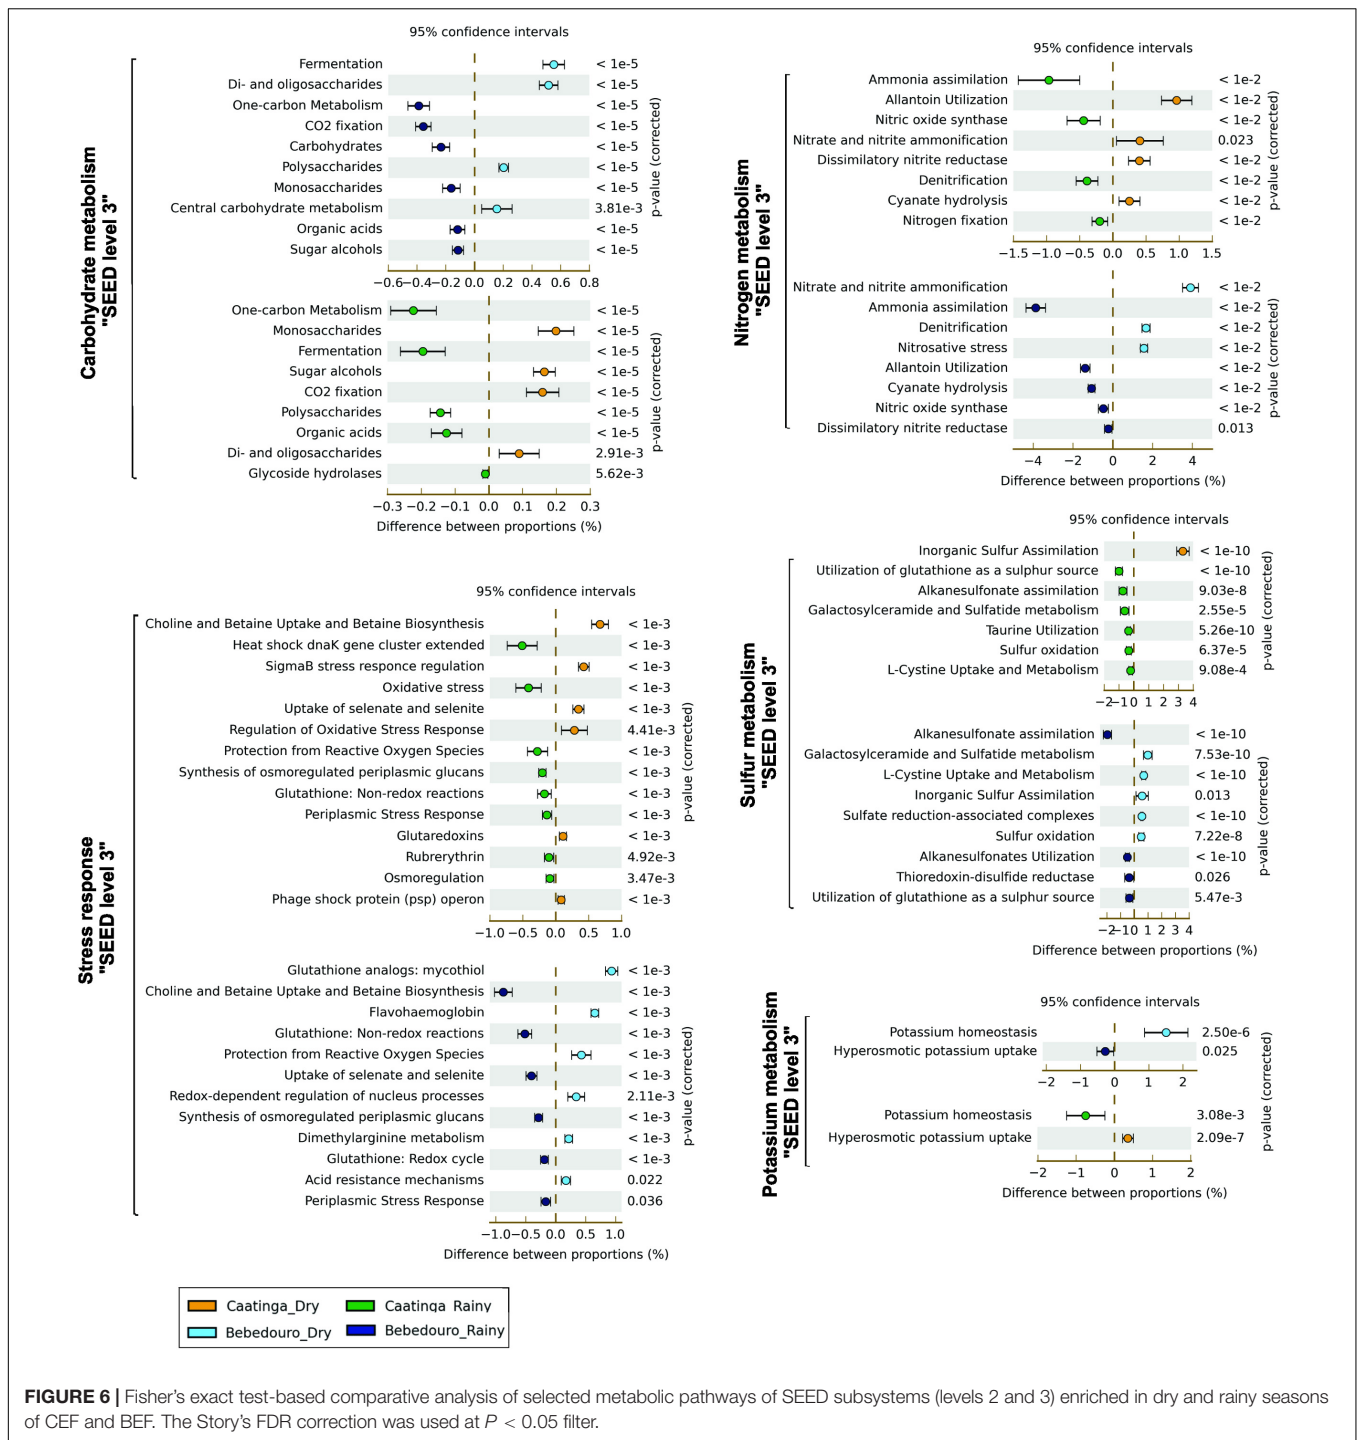 95% confidence intervals
Carbohydrate metabolism
"SEED level 3"
Fermentation < 1e-5
Di- and oligosaccharides < 1e-5
One-carbon Metabolism < 1e-5
CO2 fixation < 1e-5
Carbohydrates < 1e-5
Polysaccharides < 1e-5
Monosaccharides < 1e-5
Central carbohydrate metabolism 3.81e-3
Organic acids < 1e-5
Sugar alcohols < 1e-5
p-value (corrected)
−0.6−0.4−0.2 0.0 0.2 0.4 0.6 0.8
One-carbon Metabolism < 1e-5
Monosaccharides < 1e-5
Fermentation < 1e-5
Sugar alcohols < 1e-5
CO2 fixation < 1e-5
Polysaccharides < 1e-5
Organic acids < 1e-5
Di- and oligosaccharides 2.91e-3
Glycoside hydrolases 5.62e-3
p-value (corrected)
−0.3 −0.2 −0.1 0.0 0.1 0.2 0.3
Difference between proportions (%)
95% confidence intervals
Nitrogen metabolism
"SEED level 3"
Ammonia assimilation < 1e-2
Allantoin Utilization < 1e-2
Nitric oxide synthase < 1e-2
Nitrate and nitrite ammonification 0.023
Dissimilatory nitrite reductase < 1e-2
Denitrification < 1e-2
Cyanate hydrolysis < 1e-2
Nitrogen fixation < 1e-2
p-value (corrected)
−1.5−1.0−0.5 0.0 0.5 1.0 1.5
Nitrate and nitrite ammonification < 1e-2
Ammonia assimilation < 1e-2
Denitrification < 1e-2
Nitrosative stress < 1e-2
Allantoin Utilization < 1e-2
Cyanate hydrolysis < 1e-2
Nitric oxide synthase < 1e-2
Dissimilatory nitrite reductase 0.013
p-value (corrected)
−4 −2 0 2 4
Difference between proportions (%)
95% confidence intervals
Stress response
"SEED level 3"
Choline and Betaine Uptake and Betaine Biosynthesis < 1e-3
Heat shock dnaK gene cluster extended < 1e-3
SigmaB stress responce regulation < 1e-3
Oxidative stress < 1e-3
Uptake of selenate and selenite < 1e-3
Regulation of Oxidative Stress Response 4.41e-3
Protection from Reactive Oxygen Species < 1e-3
Synthesis of osmoregulated periplasmic glucans < 1e-3
Glutathione: Non-redox reactions < 1e-3
Periplasmic Stress Response < 1e-3
Glutaredoxins < 1e-3
Rubrerythrin 4.92e-3
Osmoregulation 3.47e-3
Phage shock protein (psp) operon < 1e-3
p-value (corrected)
−1.0−0.5 0.0 0.5 1.0
Glutathione analogs: mycothiol < 1e-3
Choline and Betaine Uptake and Betaine Biosynthesis < 1e-3
Flavohaemoglobin < 1e-3
Glutathione: Non-redox reactions < 1e-3
Protection from Reactive Oxygen Species < 1e-3
Uptake of selenate and selenite < 1e-3
Redox-dependent regulation of nucleus processes 2.11e-3
Synthesis of osmoregulated periplasmic glucans < 1e-3
Dimethylarginine metabolism < 1e-3
Glutathione: Redox cycle < 1e-3
Acid resistance mechanisms 0.022
Periplasmic Stress Response 0.036
p-value (corrected)
−1.0−0.5 0.0 0.5 1.0
Difference between proportions (%)
95% confidence intervals
Sulfur metabolism
"SEED level 3"
Inorganic Sulfur Assimilation < 1e-10
Utilization of glutathione as a sulphur source < 1e-10
Alkanesulfonate assimilation 9.03e-8
Galactosylceramide and Sulfatide metabolism 2.55e-5
Taurine Utilization 5.26e-10
Sulfur oxidation 6.37e-5
L-Cystine Uptake and Metabolism 9.08e-4
p-value (corrected)
−2−1 0 1 2 3 4
Alkanesulfonate assimilation < 1e-10
Galactosylceramide and Sulfatide metabolism 7.53e-10
L-Cystine Uptake and Metabolism < 1e-10
Inorganic Sulfur Assimilation 0.013
Sulfate reduction-associated complexes < 1e-10
Sulfur oxidation 7.22e-8
Alkanesulfonates Utilization < 1e-10
Thioredoxin-disulfide reductase 0.026
Utilization of glutathione as a sulphur source 5.47e-3
p-value (corrected)
−2−1 0 1 2 3 4
Difference between proportions (%)
95% confidence intervals
Potassium metabolism
"SEED level 3"
Potassium homeostasis 2.50e-6
Hyperosmotic potassium uptake 0.025
−2 −1 0 1 2
Potassium homeostasis 3.08e-3
Hyperosmotic potassium uptake 2.09e-7
p-value (corrected)
−2 −1 0 1 2
Difference between proportions (%)
Caatinga_Dry Caatinga_Rainy
Bebedouro_Dry Bebedouro_Rainy
FIGURE 6 | Fisher's exact test-based comparative analysis of selected metabolic pathways of SEED subsystems (levels 2 and 3) enriched in dry and rainy seasons
of CEF and BEF. The Story's FDR correction was used at P < 0.05 filter.